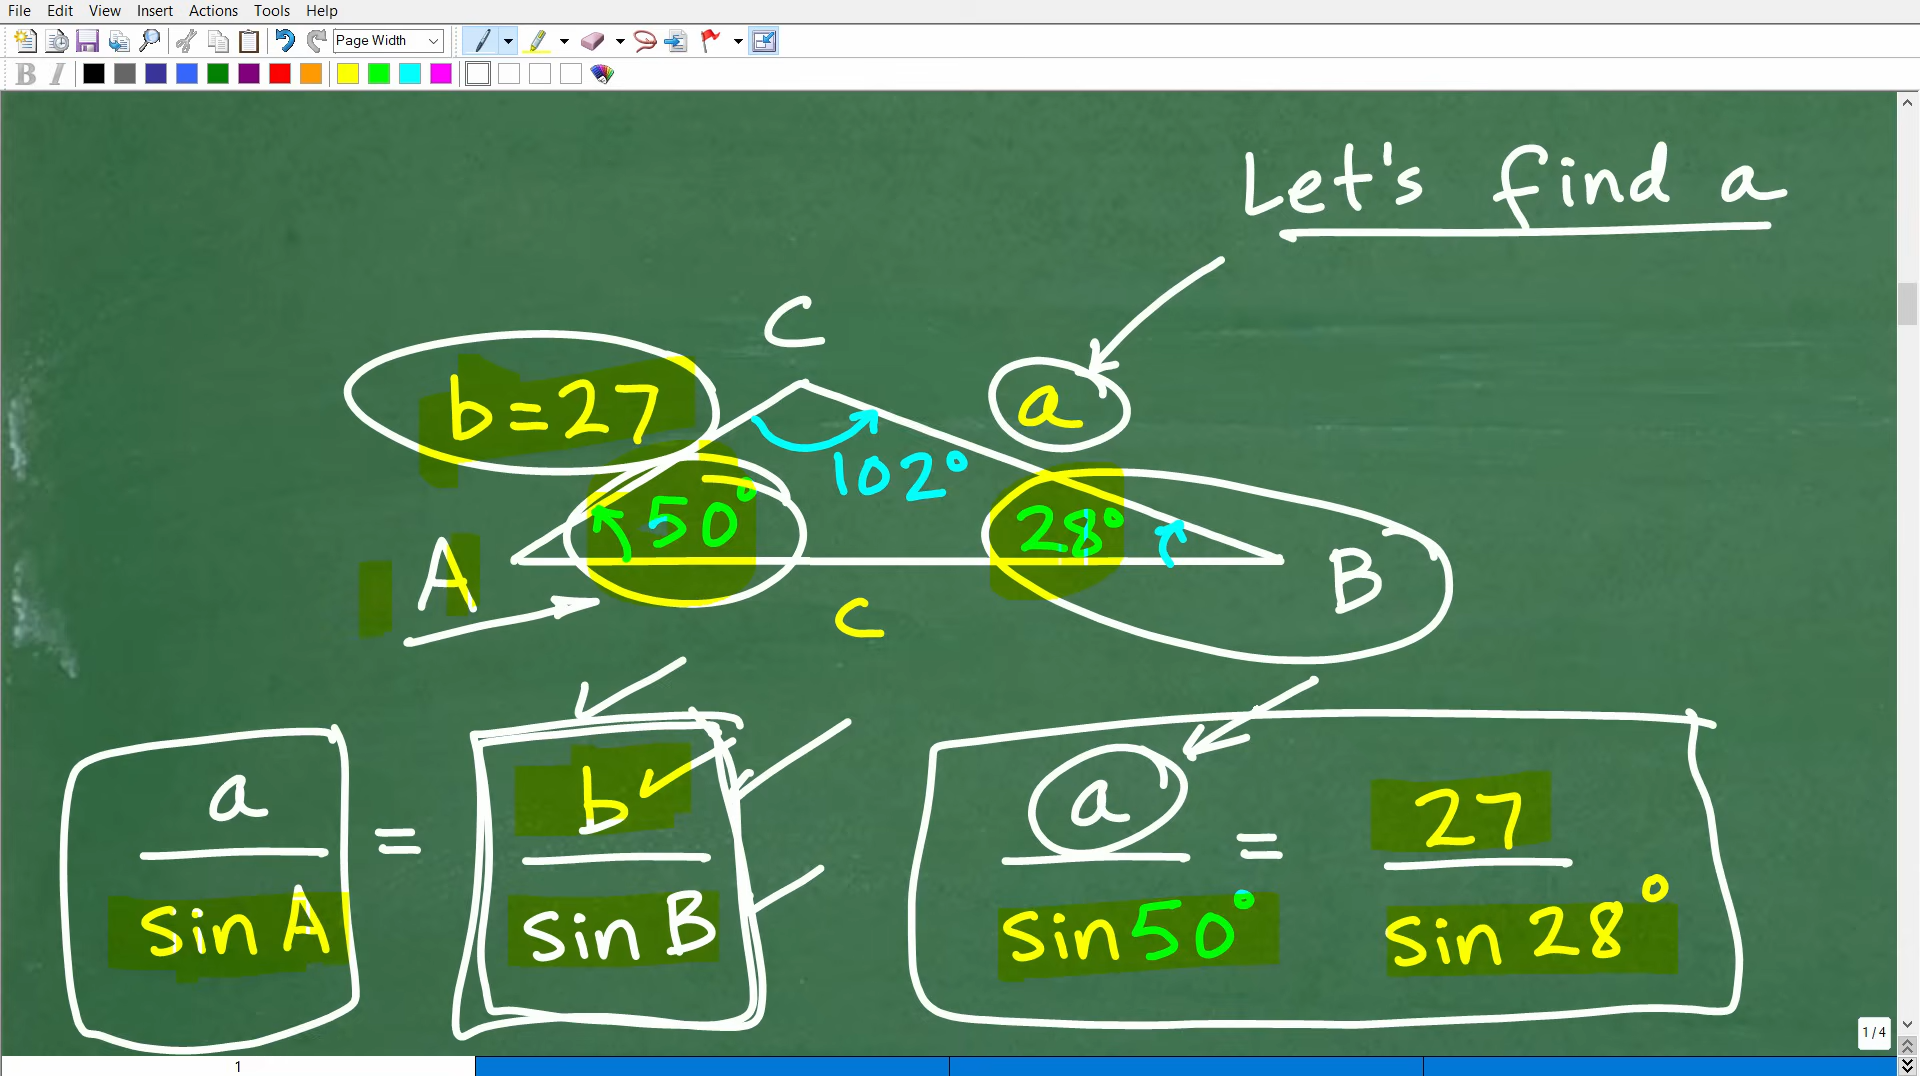 File Edit View Insert Actions Tools Help
Page Width
B I
Let's find a
C
b=27
a
102°
50°
28°
A
B
c
a = b
sin A sin B
a = 27
sin 50° sin 28°
1 / 4
1